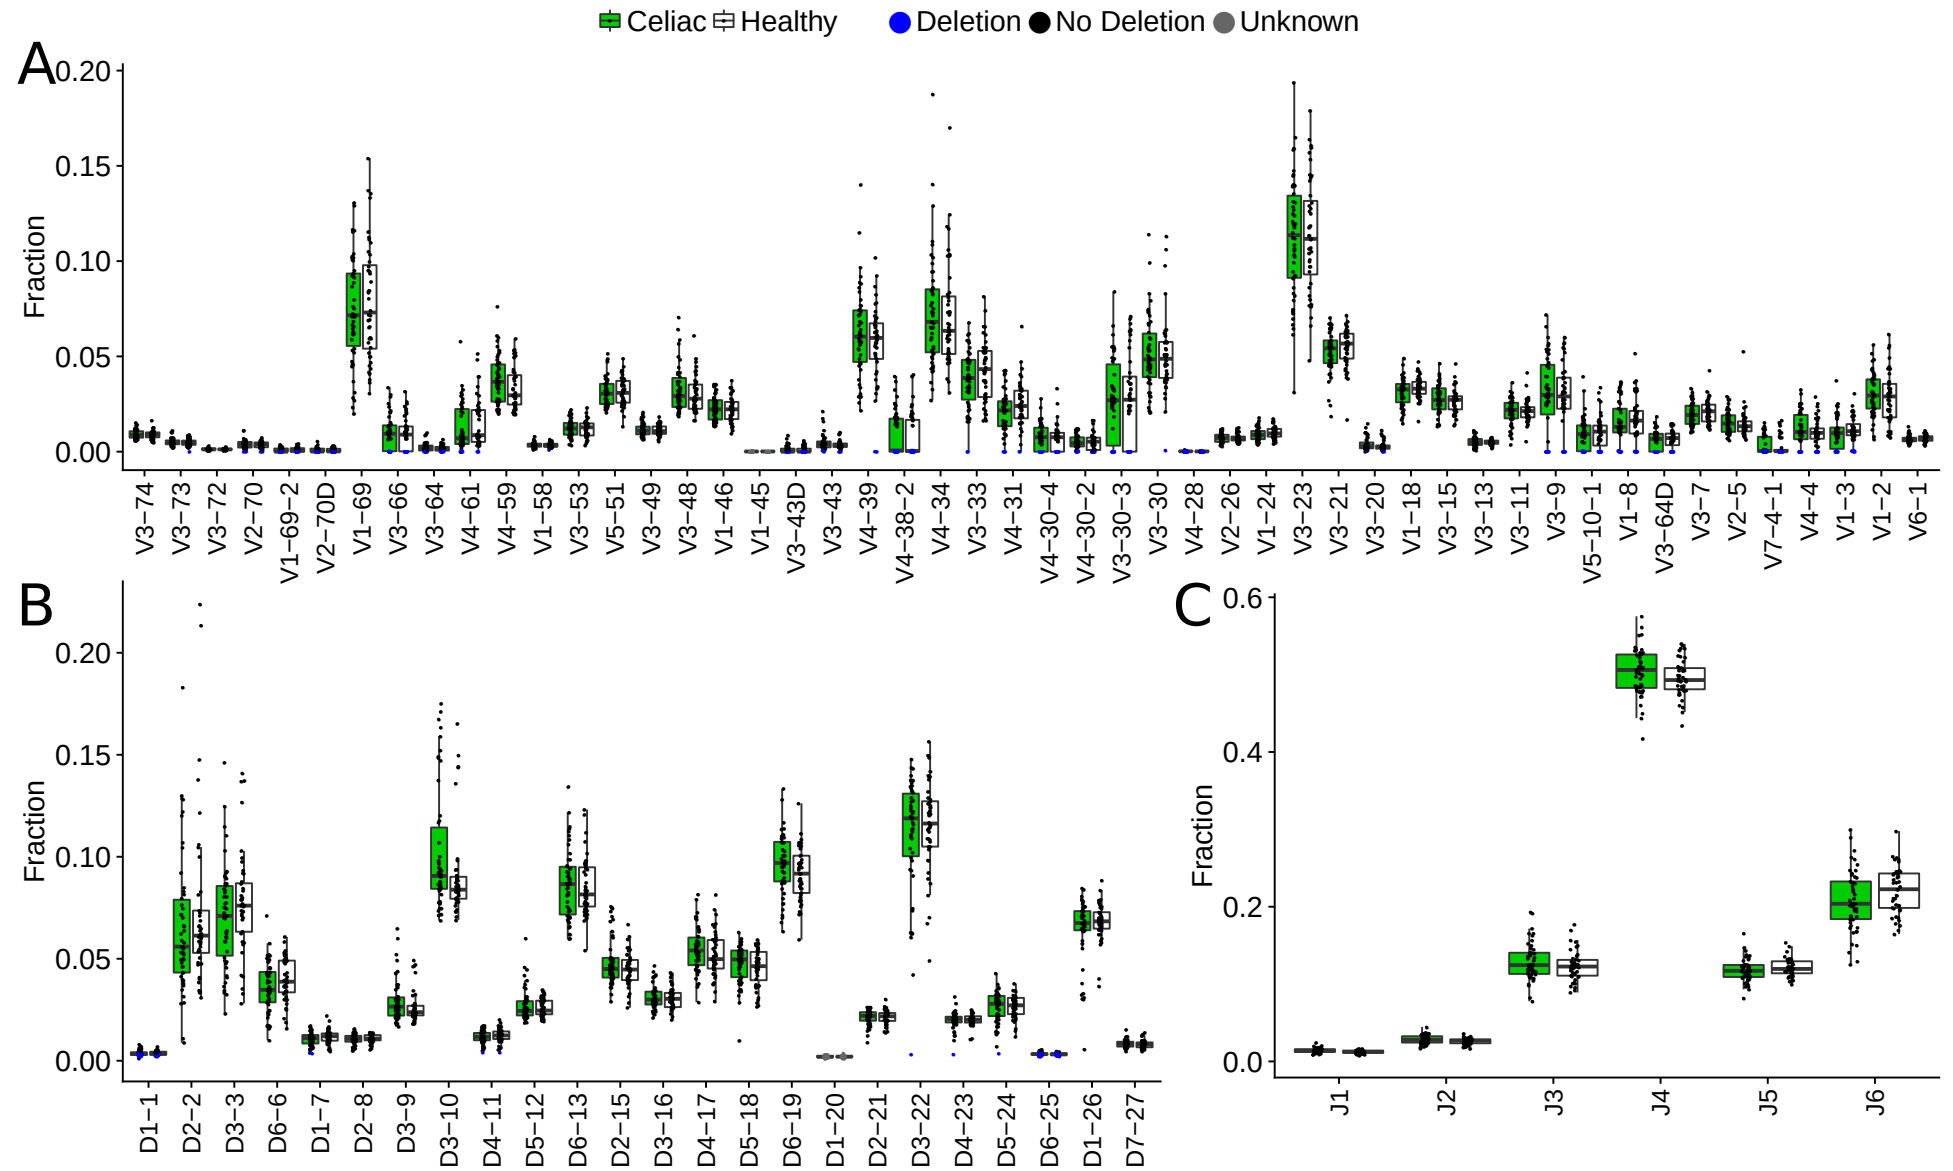 Celiac Healthy Deletion No Deletion Unknown
A
Fraction
0.20
0.15
0.10
0.05
0.00
V3−74 V3−73 V3−72 V2−70 V1−69−2 V2−70D V1−69 V3−66 V3−64 V4−61 V4−59 V1−58 V3−53 V5−51 V3−49 V3−48 V1−46 V1−45 V3−43D V3−43 V4−39 V4−38−2 V4−34 V3−33 V4−31 V4−30−4 V4−30−2 V3−30−3 V3−30 V4−28 V2−26 V1−24 V3−23 V3−21 V3−20 V1−18 V3−15 V3−13 V3−11 V3−9 V5−10−1 V1−8 V3−64D V3−7 V2−5 V7−4−1 V4−4 V1−3 V1−2 V6−1
B
Fraction
0.20
0.15
0.10
0.05
0.00
D1−1 D2−2 D3−3 D6−6 D1−7 D2−8 D3−9 D3−10 D4−11 D5−12 D6−13 D2−15 D3−16 D4−17 D5−18 D6−19 D1−20 D2−21 D3−22 D4−23 D5−24 D6−25 D1−26 D7−27
C
Fraction
0.6
0.4
0.2
0.0
J1 J2 J3 J4 J5 J6